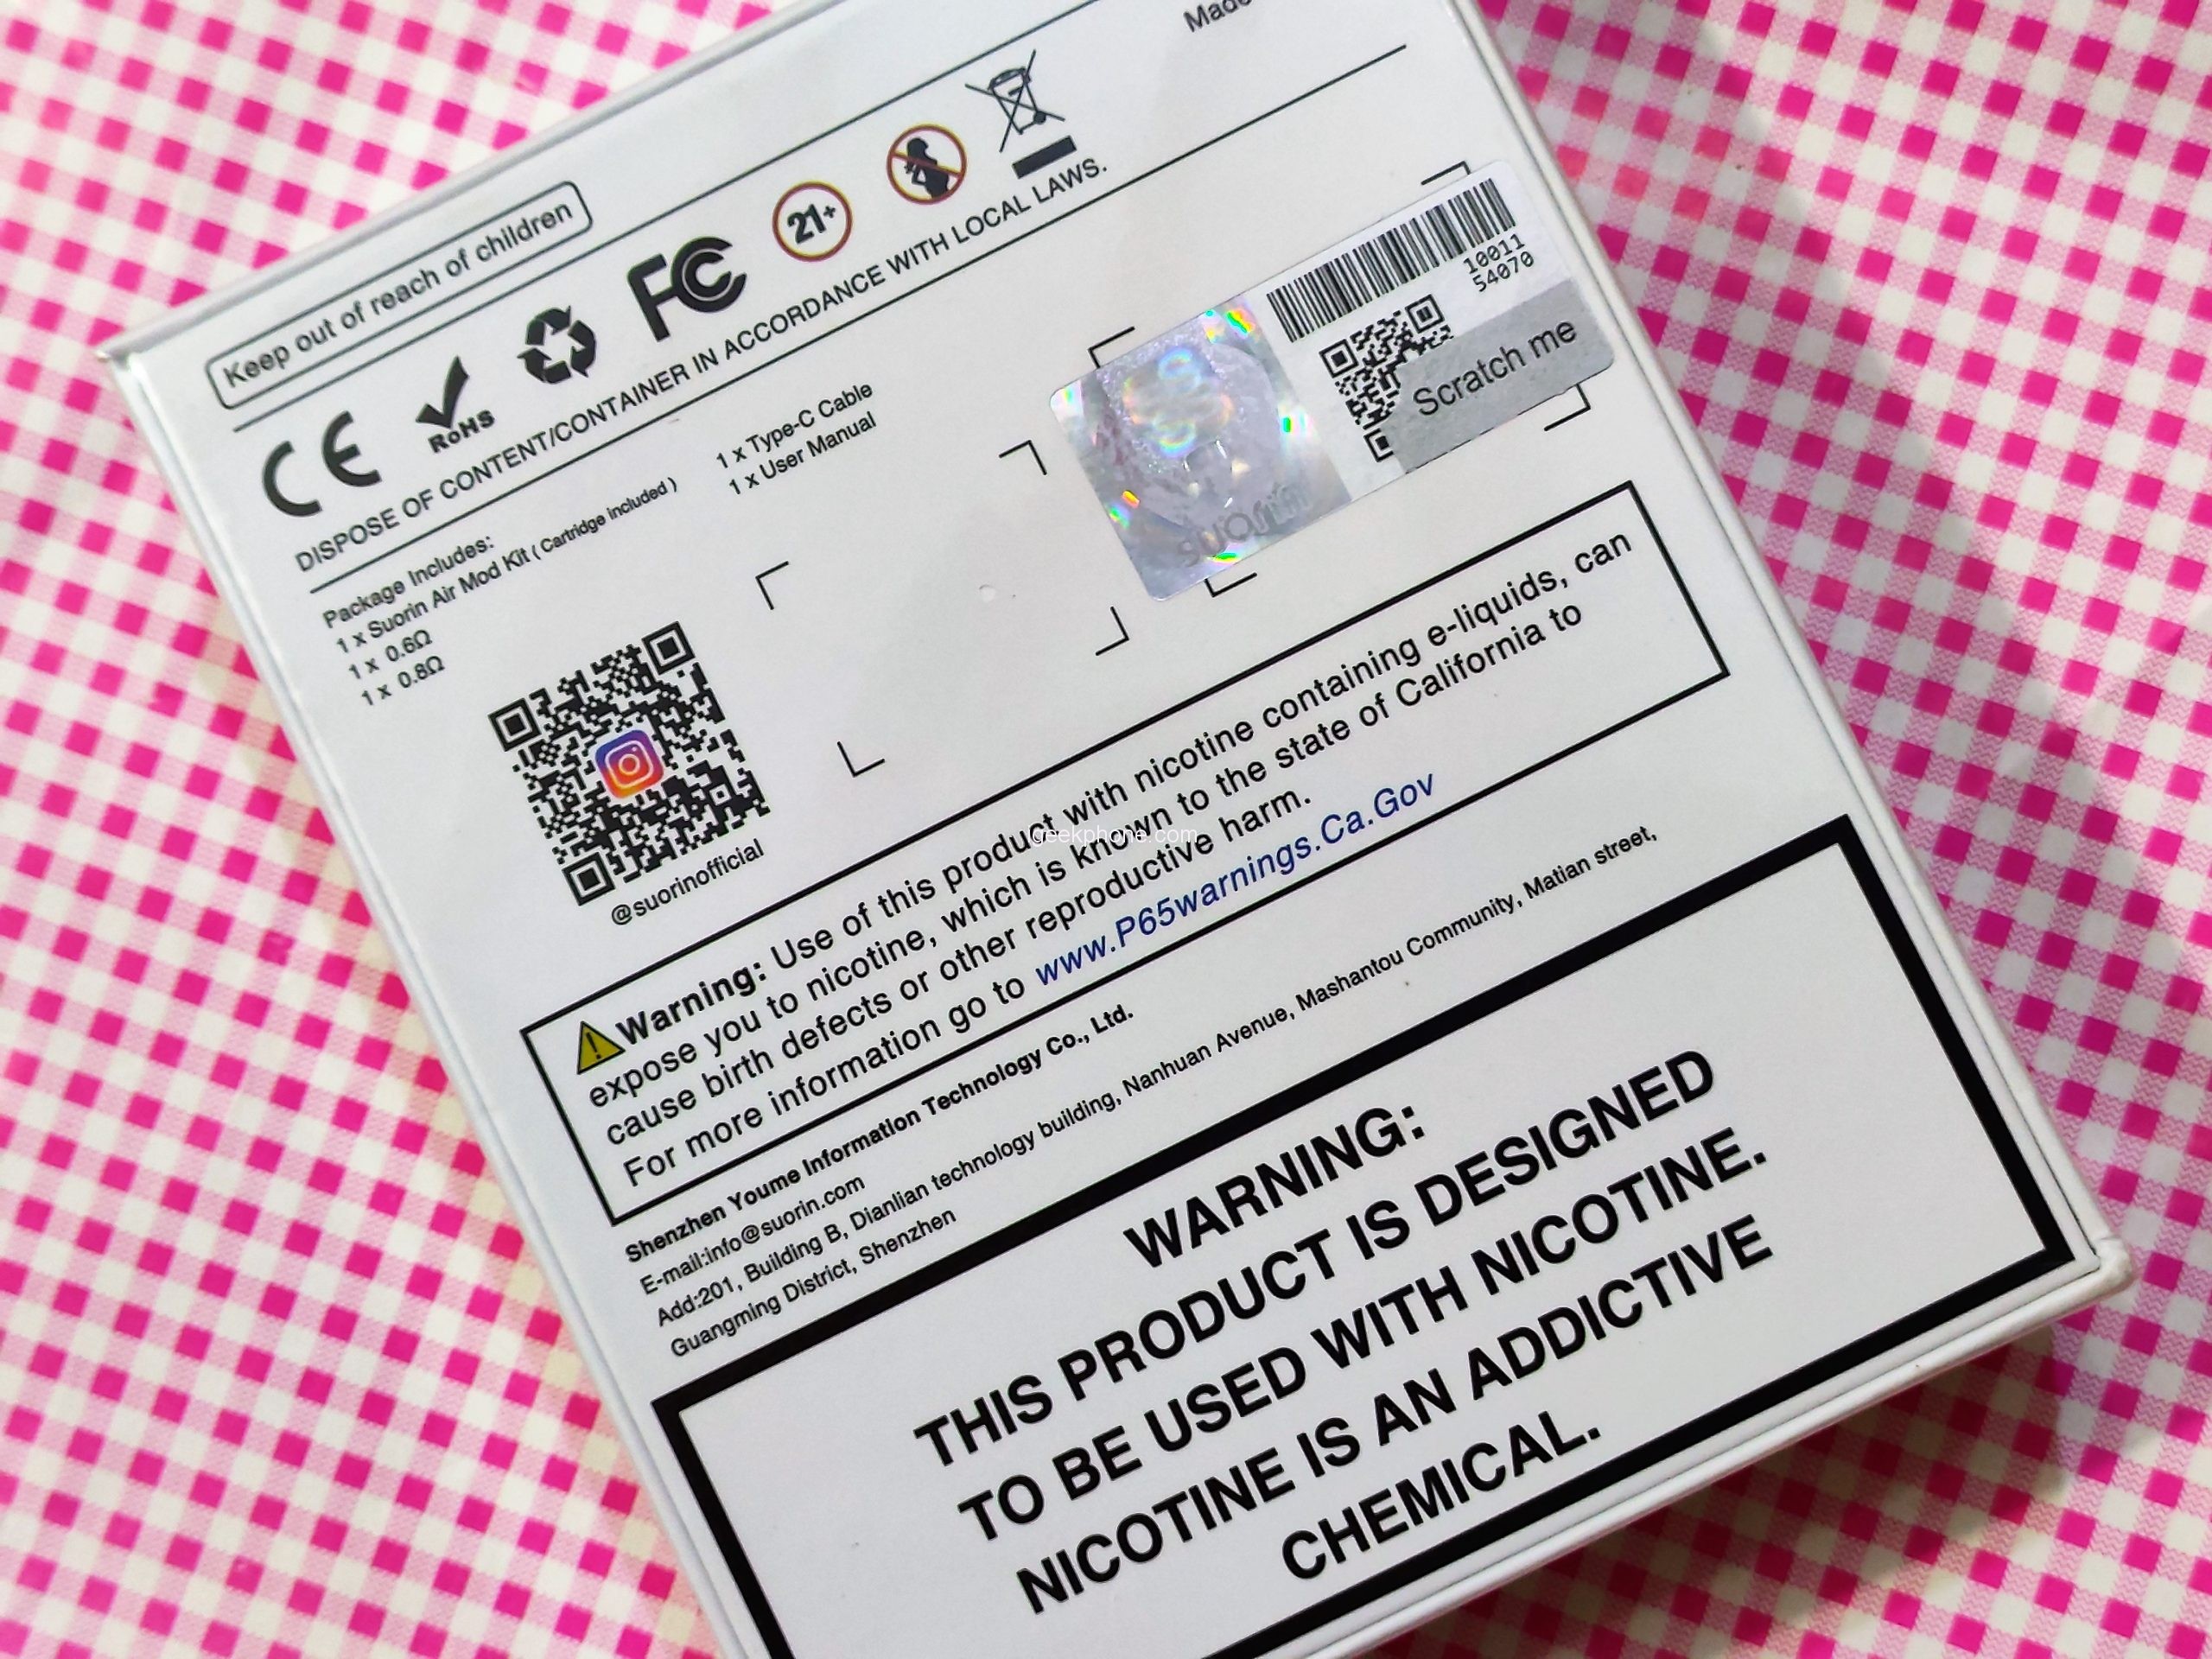 Made
Keep out of reach of children
CE
RoHS
FC
21+
DISPOSE OF CONTENT/CONTAINER IN ACCORDANCE WITH LOCAL LAWS.
Package Includes:
1 x Suorin Air Mod Kit ( Cartridge included )
1 x 0.6Ω
1 x 0.8Ω
1 x Type-C Cable
1 x User Manual
10011
54070
Scratch me
suorin
@suorinofficial
Warning: Use of this product with nicotine containing e-liquids, can
expose you to nicotine, which is known to the state of California to
cause birth defects or other reproductive harm.
For more information go to www.P65warnings.Ca.Gov
geekphone.com
Shenzhen Youme Information Technology Co., Ltd.
E-mail:info@suorin.com
Add:201, Building B, Dianlian technology building, Nanhuan Avenue, Mashantou Community, Matian street,
Guangming District, Shenzhen
WARNING:
THIS PRODUCT IS DESIGNED
TO BE USED WITH NICOTINE.
NICOTINE IS AN ADDICTIVE
CHEMICAL.